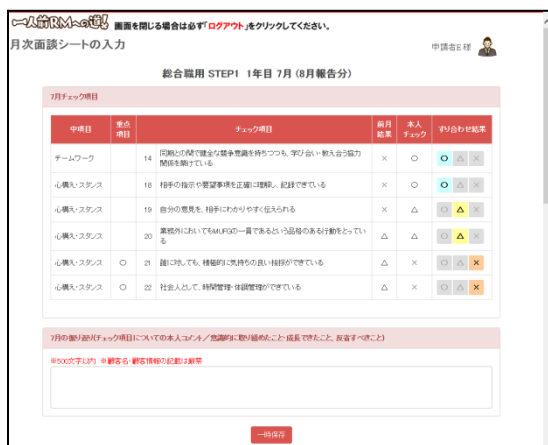 一人前RMへの道! 画面を閉じる場合は必ず「ログアウト」をクリックしてください。
月次面談シートの入力
申請者E 様
総合職用 STEP1 1年目 7月 (8月報告分)
7月チェック項目
中項目 重点項目 チェック項目 前月結果 本人チェック すり合わせ結果
チームワーク 14 同期との間で健全な競争意識を持ちつつも、学び合い・教え合う協力関係を築けている × ○ ○ △ ×
心構え・スタンス 18 相手の指示や要望事項を正確に理解し、記録できている × ○ ○ △ ×
心構え・スタンス 19 自分の意見を、相手にわかりやすく伝えられる × △ ○ △ ×
心構え・スタンス 20 業務外においてもMUFGの一員であるという品格のある行動をとっている △ △ ○ △ ×
心構え・スタンス ○ 21 誰に対しても、積極的に気持ちの良い挨拶ができている △ × ○ △ ×
心構え・スタンス ○ 22 社会人として、時間管理・体調管理ができている △ × ○ △ ×
7月の振り返り(チェック項目についての本人コメント/意識的に取り組めたこと・成長できたこと、反省すべきこと)
※500文字以内 ※顧客名・顧客情報の記載は厳禁
一時保存